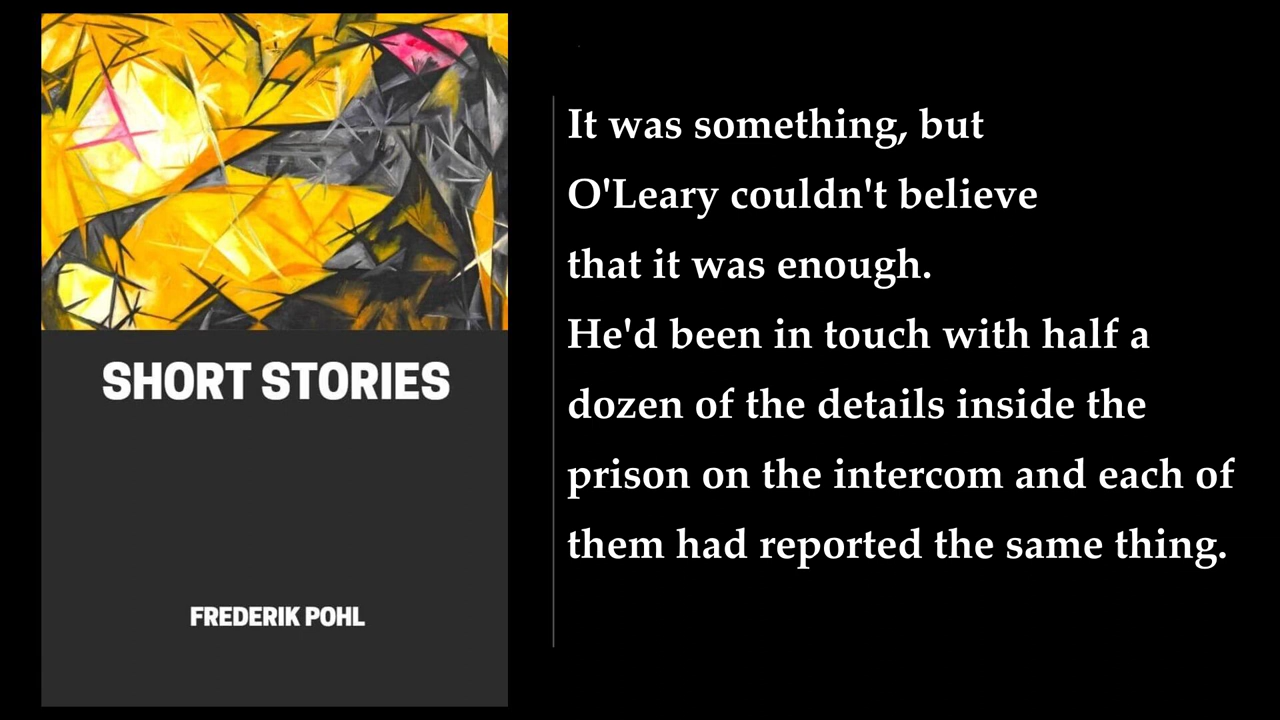 SHORT STORIES
FREDERIK POHL
It was something, but
O'Leary couldn't believe
that it was enough.
He'd been in touch with half a
dozen of the details inside the
prison on the intercom and each of
them had reported the same thing.